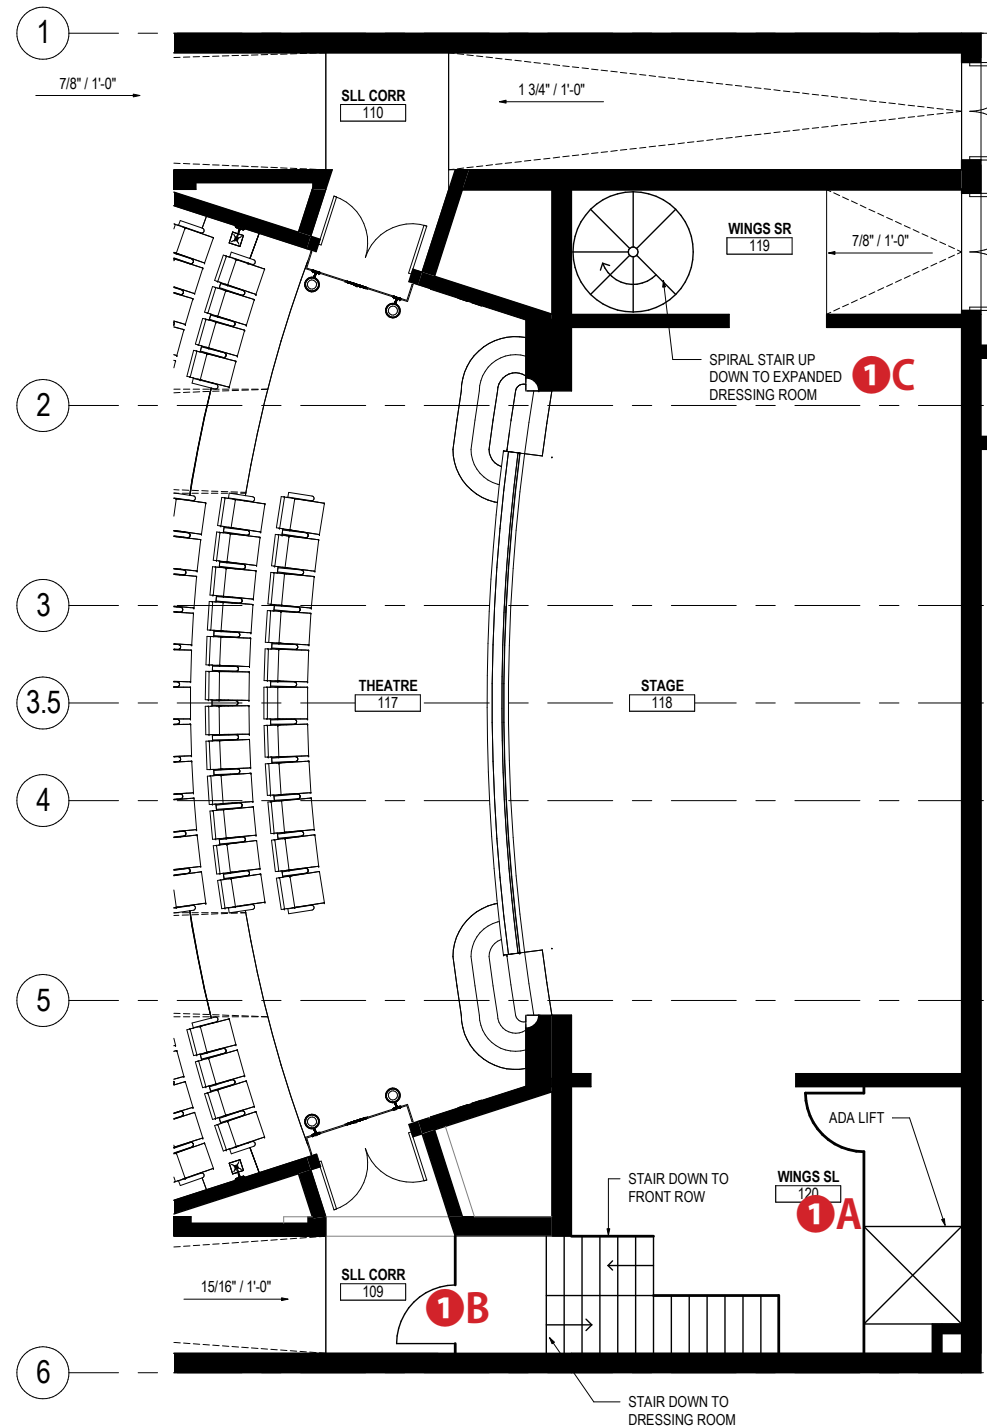 1
7/8" / 1'-0"
SLL CORR
110
1 3/4" / 1'-0"
WINGS SR
119
7/8" / 1'-0"
SPIRAL STAIR UP
DOWN TO EXPANDED
DRESSING ROOM
1C
2
3
3.5
THEATRE
117
STAGE
118
4
5
ADA LIFT
STAIR DOWN TO
FRONT ROW
WINGS SL
120
1A
15/16" / 1'-0"
SLL CORR
109
1B
6
STAIR DOWN TO
DRESSING ROOM